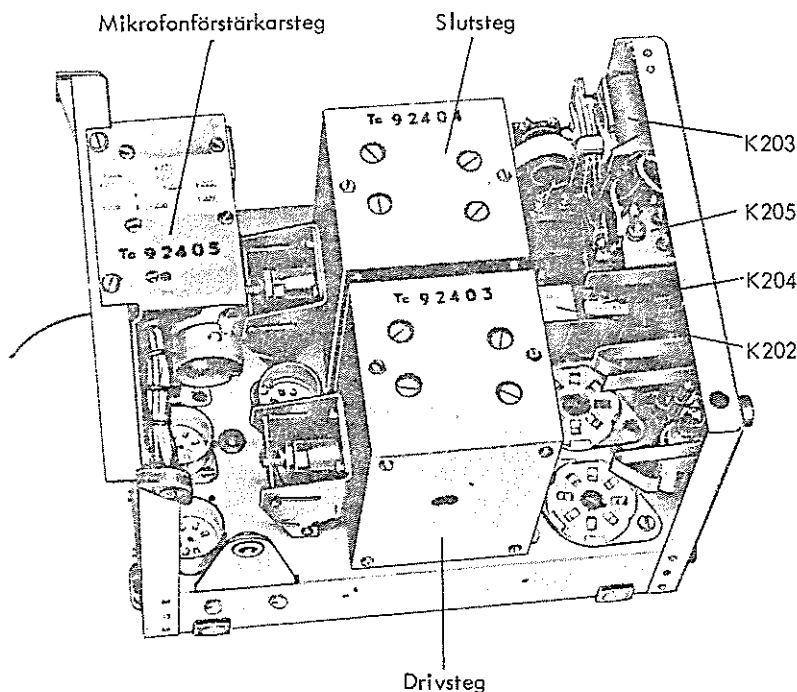 Mikrofonförstärkarsteg
Slutsteg
Tc 92404
K203
Tc 92405
K205
Tc 92403
K204
K202
Drivsteg